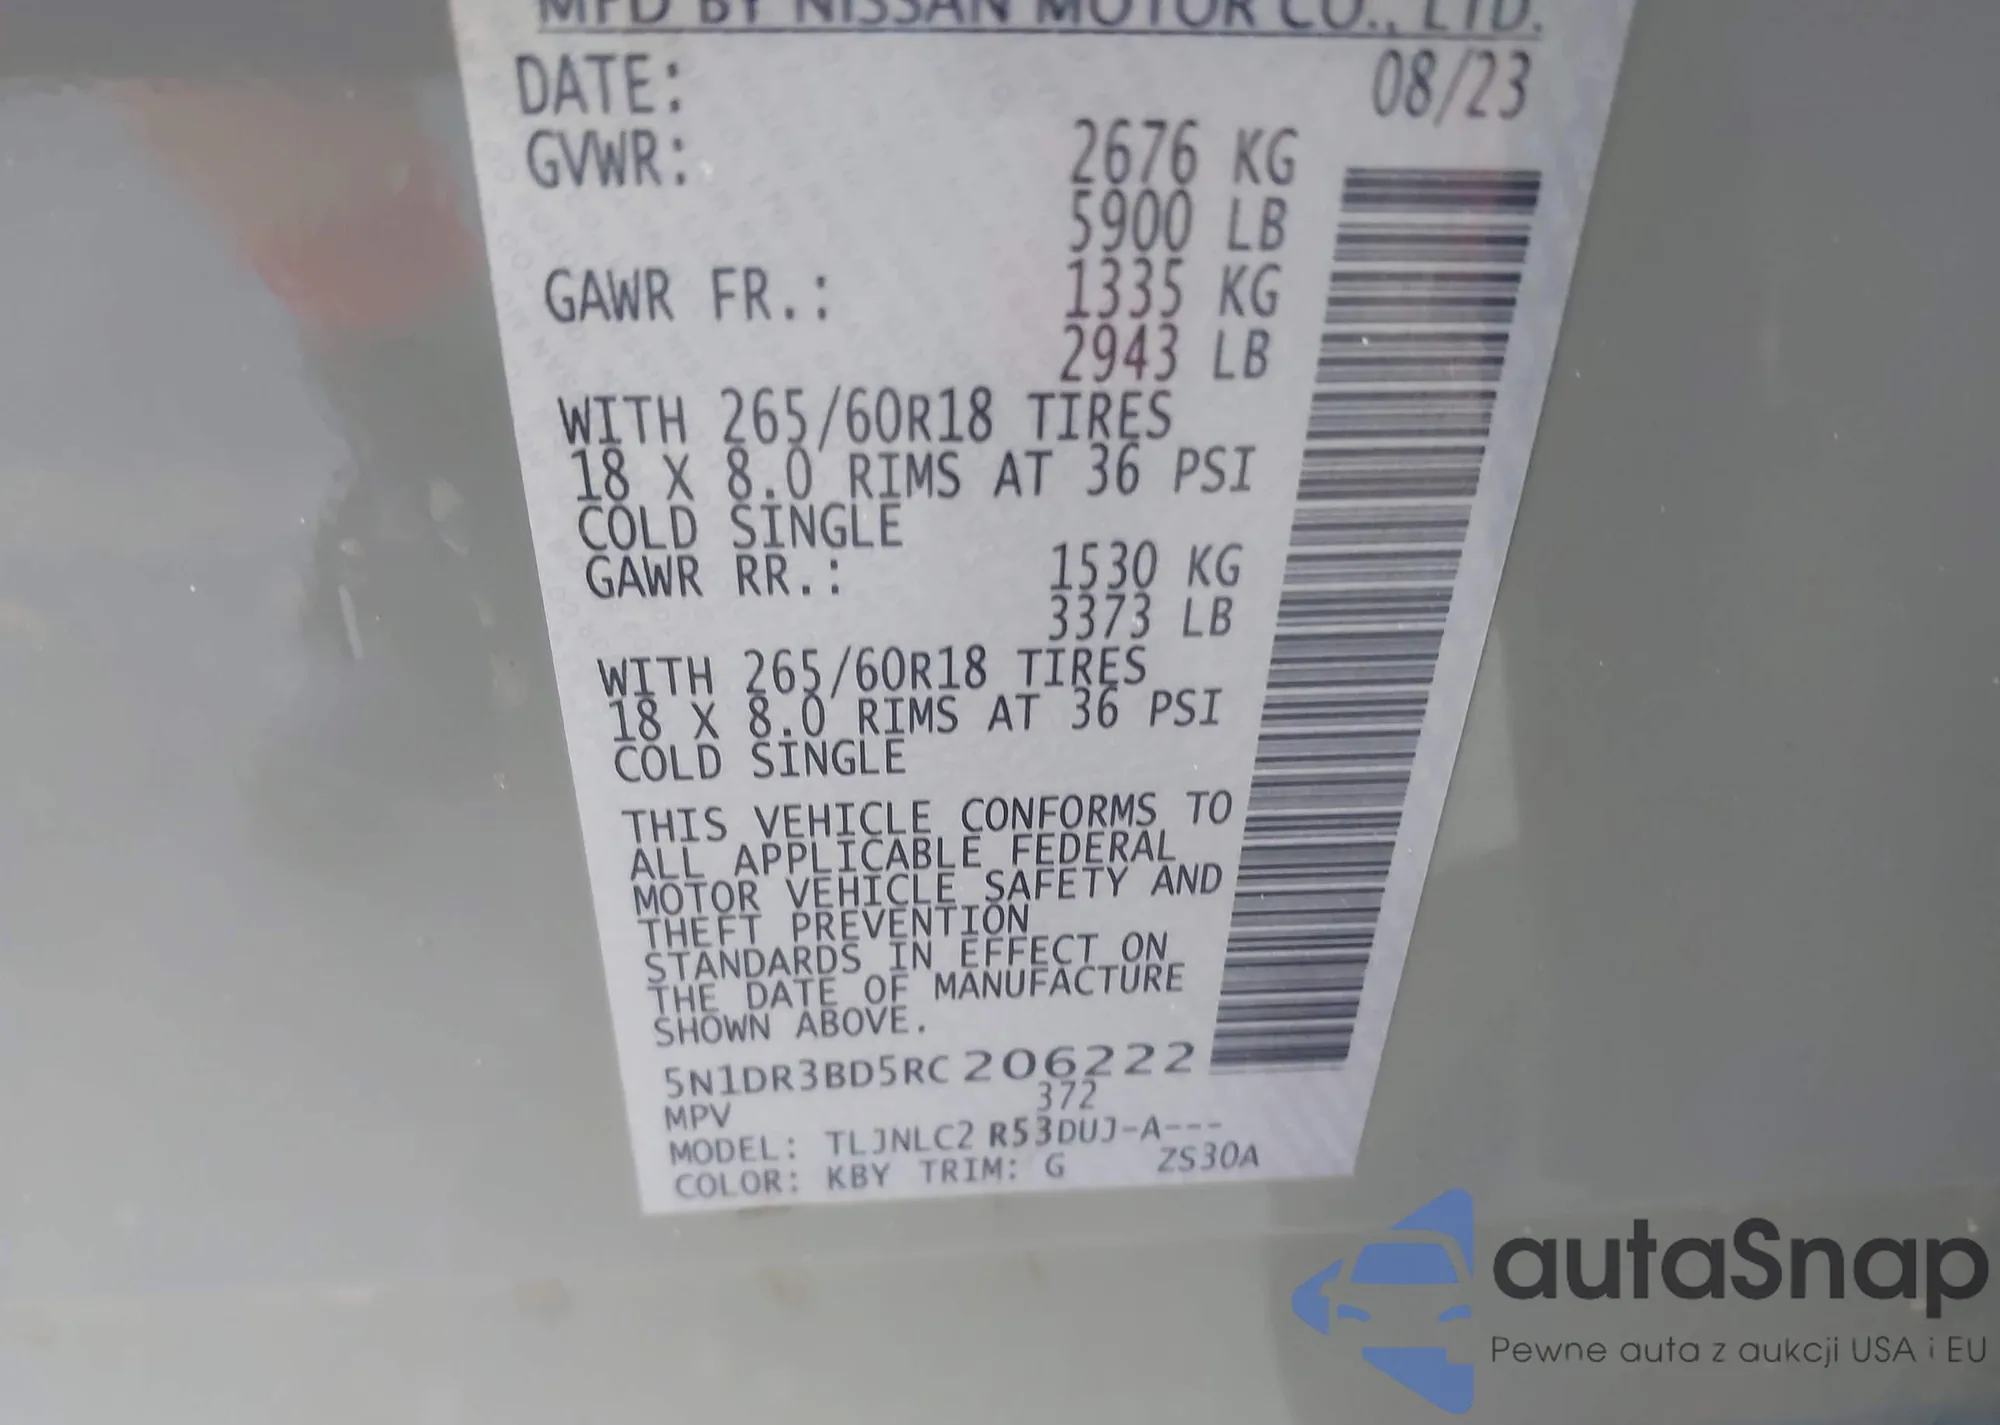 MFD BY NISSAN MOTOR CO., LTD.
DATE: 08/23
GVWR: 2676 KG
5900 LB
GAWR FR.: 1335 KG
2943 LB
WITH 265/60R18 TIRES
18 X 8.0 RIMS AT 36 PSI
COLD SINGLE
GAWR RR.: 1530 KG
3373 LB
WITH 265/60R18 TIRES
18 X 8.0 RIMS AT 36 PSI
COLD SINGLE
THIS VEHICLE CONFORMS TO
ALL APPLICABLE FEDERAL
MOTOR VEHICLE SAFETY AND
THEFT PREVENTION
STANDARDS IN EFFECT ON
THE DATE OF MANUFACTURE
SHOWN ABOVE.
5N1DR3BD5RC206222
MPV 372
MODEL: TLJNLC2 R53DUJ-A---
COLOR: KBY TRIM: G ZS30A
autaSnap
Pewne auta z aukcji USA i EU